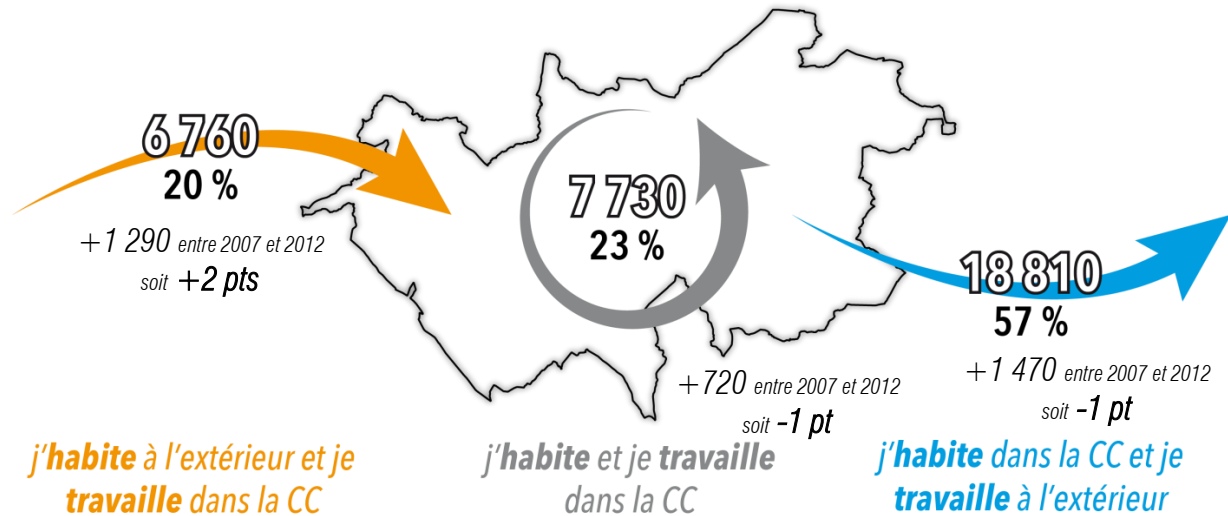 6 760
20 %
+1 290 entre 2007 et 2012
soit +2 pts
j'habite à l'extérieur et je
travaille dans la CC
7 730
23 %
+720 entre 2007 et 2012
soit -1 pt
j'habite et je travaille
dans la CC
18 810
57 %
+1 470 entre 2007 et 2012
soit -1 pt
j'habite dans la CC et je
travaille à l'extérieur